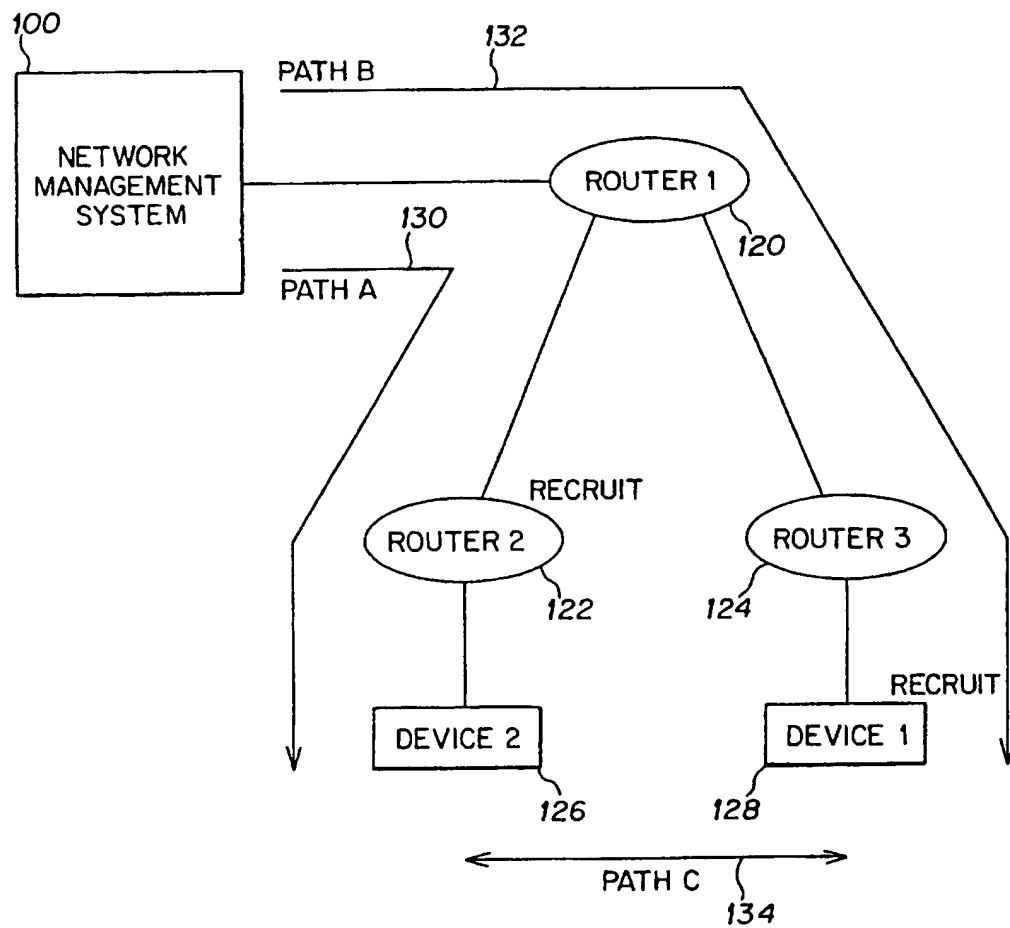 100
132
PATH B
NETWORK
MANAGEMENT
SYSTEM
ROUTER 1
120
130
PATH A
RECRUIT
ROUTER 2
122
ROUTER 3
124
RECRUIT
DEVICE 2
126
DEVICE 1
128
PATH C
134